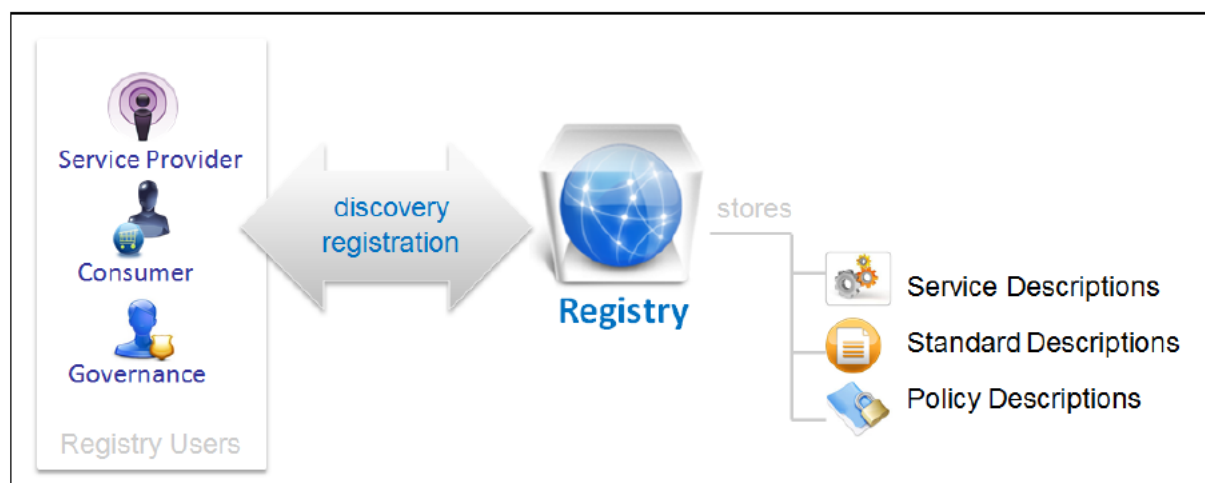 Service Provider
Consumer
Governance
Registry Users
discovery
registration
Registry
stores
Service Descriptions
Standard Descriptions
Policy Descriptions